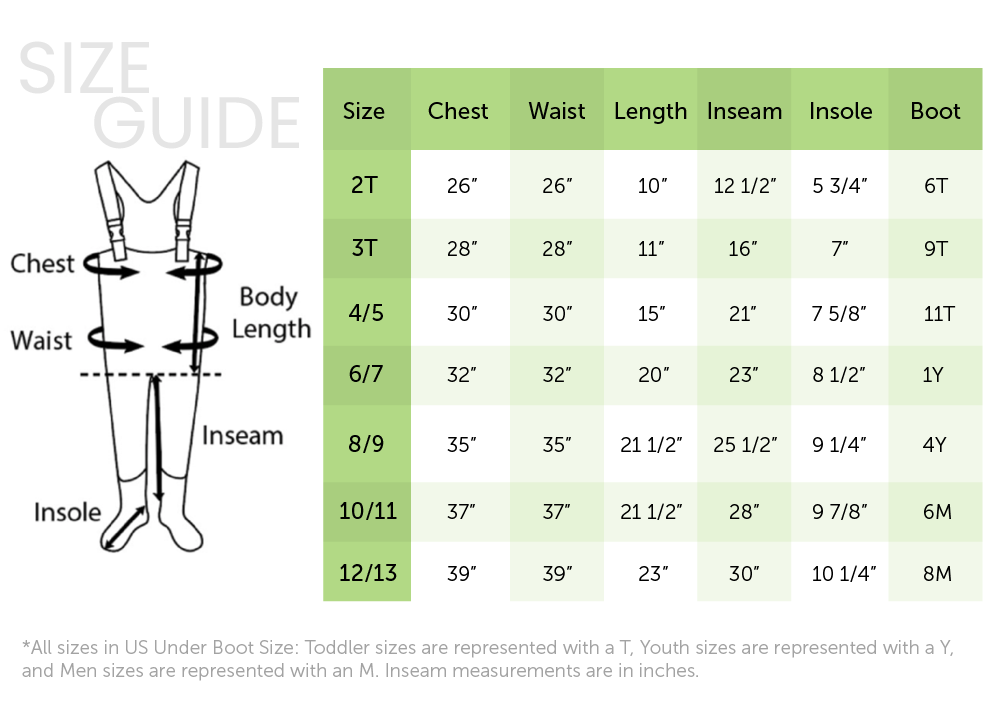 SIZE
GUIDE
Chest
Waist
Body
Length
Inseam
Insole
Size Chest Waist Length Inseam Insole Boot
2T 26″ 26″ 10″ 12 1/2″ 5 3/4″ 6T
3T 28″ 28″ 11″ 16″ 7″ 9T
4/5 30″ 30″ 15″ 21″ 7 5/8″ 11T
6/7 32″ 32″ 20″ 23″ 8 1/2″ 1Y
8/9 35″ 35″ 21 1/2″ 25 1/2″ 9 1/4″ 4Y
10/11 37″ 37″ 21 1/2″ 28″ 9 7/8″ 6M
12/13 39″ 39″ 23″ 30″ 10 1/4″ 8M
*All sizes in US Under Boot Size: Toddler sizes are represented with a T, Youth sizes are represented with a Y,
and Men sizes are represented with an M. Inseam measurements are in inches.